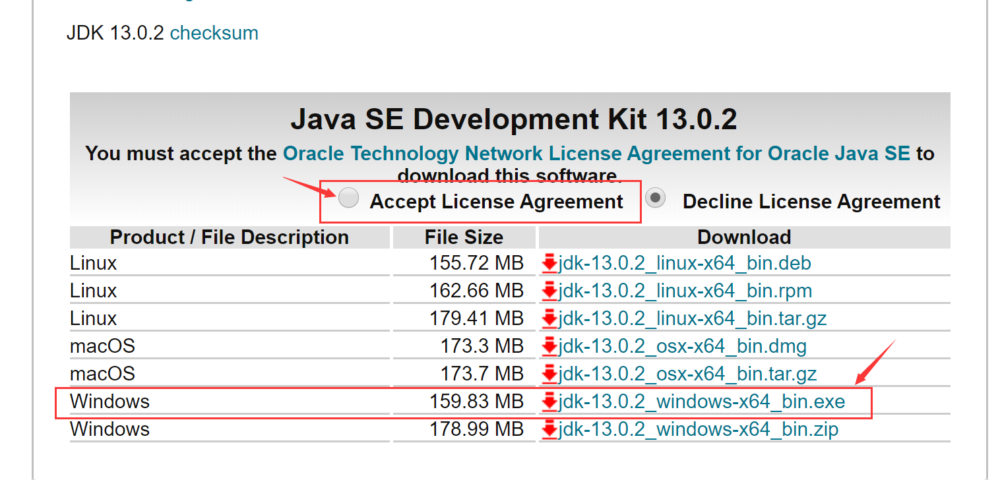 JDK 13.0.2 checksum
Java SE Development Kit 13.0.2
You must accept the Oracle Technology Network License Agreement for Oracle Java SE to
download this software.
Accept License Agreement Decline License Agreement
Product / File Description File Size Download
Linux 155.72 MB jdk-13.0.2_linux-x64_bin.deb
Linux 162.66 MB jdk-13.0.2_linux-x64_bin.rpm
Linux 179.41 MB jdk-13.0.2_linux-x64_bin.tar.gz
macOS 173.3 MB jdk-13.0.2_osx-x64_bin.dmg
macOS 173.7 MB jdk-13.0.2_osx-x64_bin.tar.gz
Windows 159.83 MB jdk-13.0.2_windows-x64_bin.exe
Windows 178.99 MB jdk-13.0.2_windows-x64_bin.zip